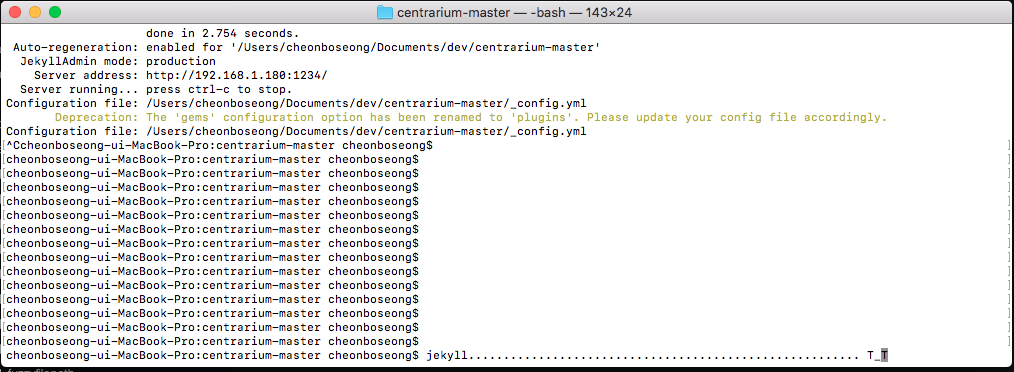 centrarium-master — -bash — 143×24
done in 2.754 seconds.
Auto-regeneration: enabled for '/Users/cheonboseong/Documents/dev/centrarium-master'
JekyllAdmin mode: production
Server address: http://192.168.1.180:1234/
Server running... press ctrl-c to stop.
Configuration file: /Users/cheonboseong/Documents/dev/centrarium-master/_config.yml
Deprecation: The 'gems' configuration option has been renamed to 'plugins'. Please update your config file accordingly.
Configuration file: /Users/cheonboseong/Documents/dev/centrarium-master/_config.yml
[^Ccheonboseong-ui-MacBook-Pro:centrarium-master cheonboseong$ ]
[cheonboseong-ui-MacBook-Pro:centrarium-master cheonboseong$ ]
[cheonboseong-ui-MacBook-Pro:centrarium-master cheonboseong$ ]
[cheonboseong-ui-MacBook-Pro:centrarium-master cheonboseong$ ]
[cheonboseong-ui-MacBook-Pro:centrarium-master cheonboseong$ ]
[cheonboseong-ui-MacBook-Pro:centrarium-master cheonboseong$ ]
[cheonboseong-ui-MacBook-Pro:centrarium-master cheonboseong$ ]
[cheonboseong-ui-MacBook-Pro:centrarium-master cheonboseong$ ]
[cheonboseong-ui-MacBook-Pro:centrarium-master cheonboseong$ ]
[cheonboseong-ui-MacBook-Pro:centrarium-master cheonboseong$ ]
[cheonboseong-ui-MacBook-Pro:centrarium-master cheonboseong$ ]
[cheonboseong-ui-MacBook-Pro:centrarium-master cheonboseong$ ]
[cheonboseong-ui-MacBook-Pro:centrarium-master cheonboseong$ ]
[cheonboseong-ui-MacBook-Pro:centrarium-master cheonboseong$ ]
[cheonboseong-ui-MacBook-Pro:centrarium-master cheonboseong$ ]
cheonboseong-ui-MacBook-Pro:centrarium-master cheonboseong$ jekyll........................................................ T_T